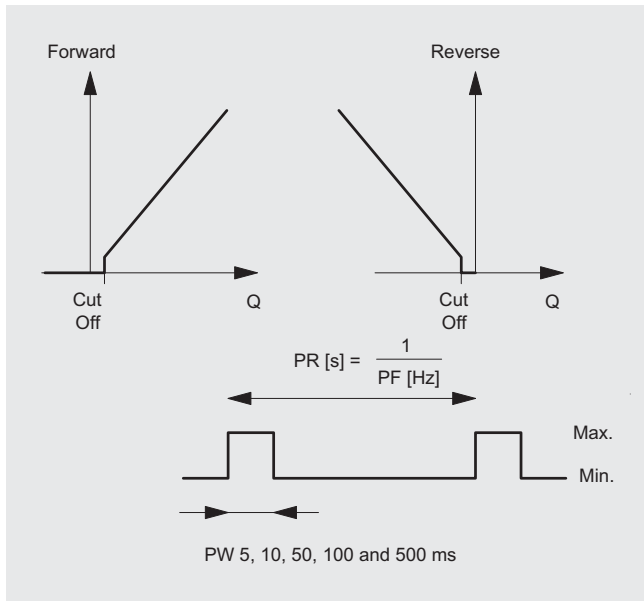 Forward
Reverse
Cut
Off
Q
Cut
Off
Q
PR [s] = 1
PF [Hz]
Max.
Min.
PW 5, 10, 50, 100 and 500 ms